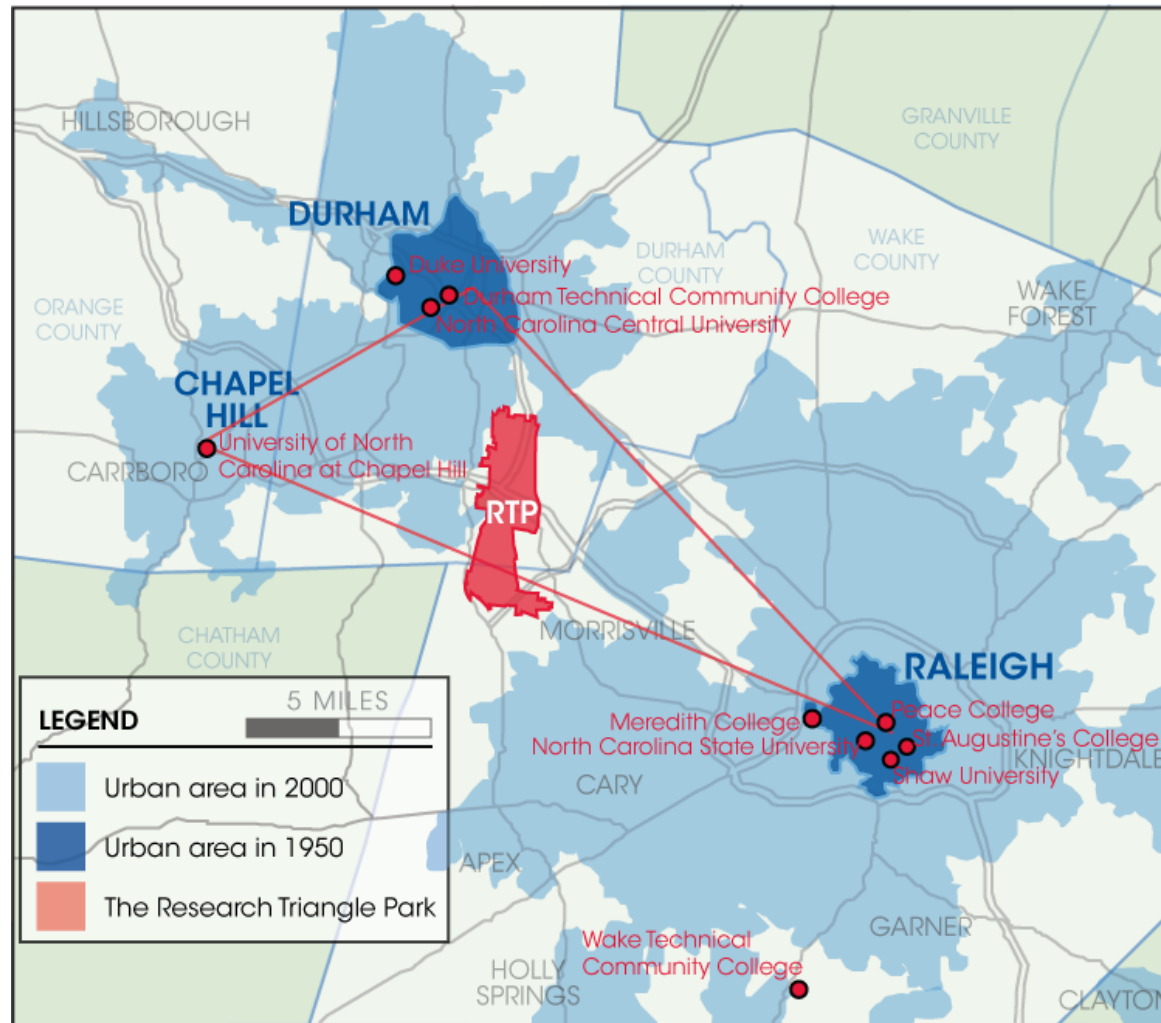 HILLSBOROUGH
GRANVILLE
COUNTY
DURHAM
DURHAM
COUNTY
WAKE
COUNTY
Duke University
Durham Technical Community College
North Carolina Central University
WAKE
FOREST
ORANGE
COUNTY
CHAPEL
HILL
University of North
Carolina at Chapel Hill
CARRBORO
RTP
MORRISVILLE
CHATHAM
COUNTY
RALEIGH
Peace College
Meredith College
North Carolina State University
St. Augustine's College
Shaw University
KNIGHTDALE
CARY
APEX
GARNER
Wake Technical
Community College
HOLLY
SPRINGS
CLAYTON
LEGEND
5 MILES
Urban area in 2000
Urban area in 1950
The Research Triangle Park